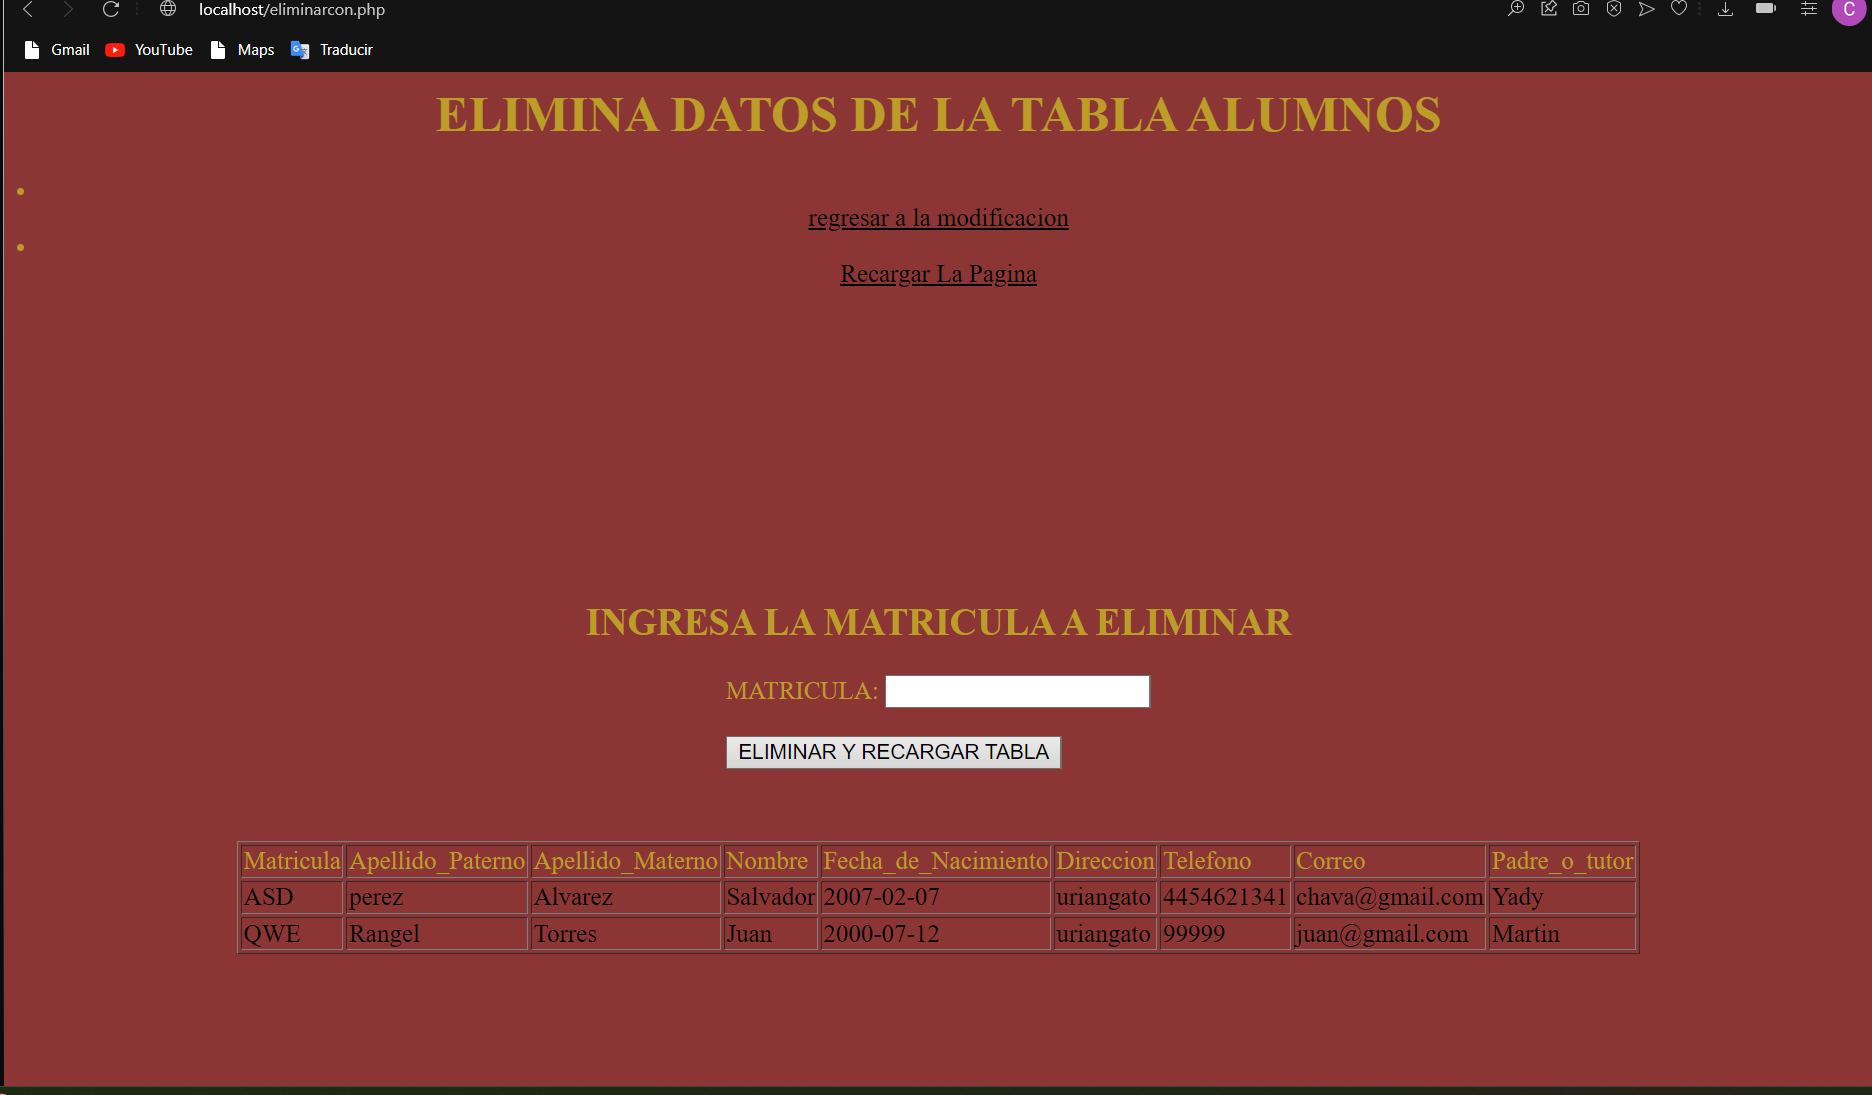 localhost/eliminarcon.php
C
Gmail YouTube Maps Traducir
ELIMINA DATOS DE LA TABLA ALUMNOS
regresar a la modificacion
Recargar La Pagina
INGRESA LA MATRICULA A ELIMINAR
MATRICULA:
ELIMINAR Y RECARGAR TABLA
Matricula Apellido_Paterno Apellido_Materno Nombre Fecha_de_Nacimiento Direccion Telefono Correo Padre_o_tutor
ASD perez Alvarez Salvador 2007-02-07 uriangato 4454621341 chava@gmail.com Yady
QWE Rangel Torres Juan 2000-07-12 uriangato 99999 juan@gmail.com Martin